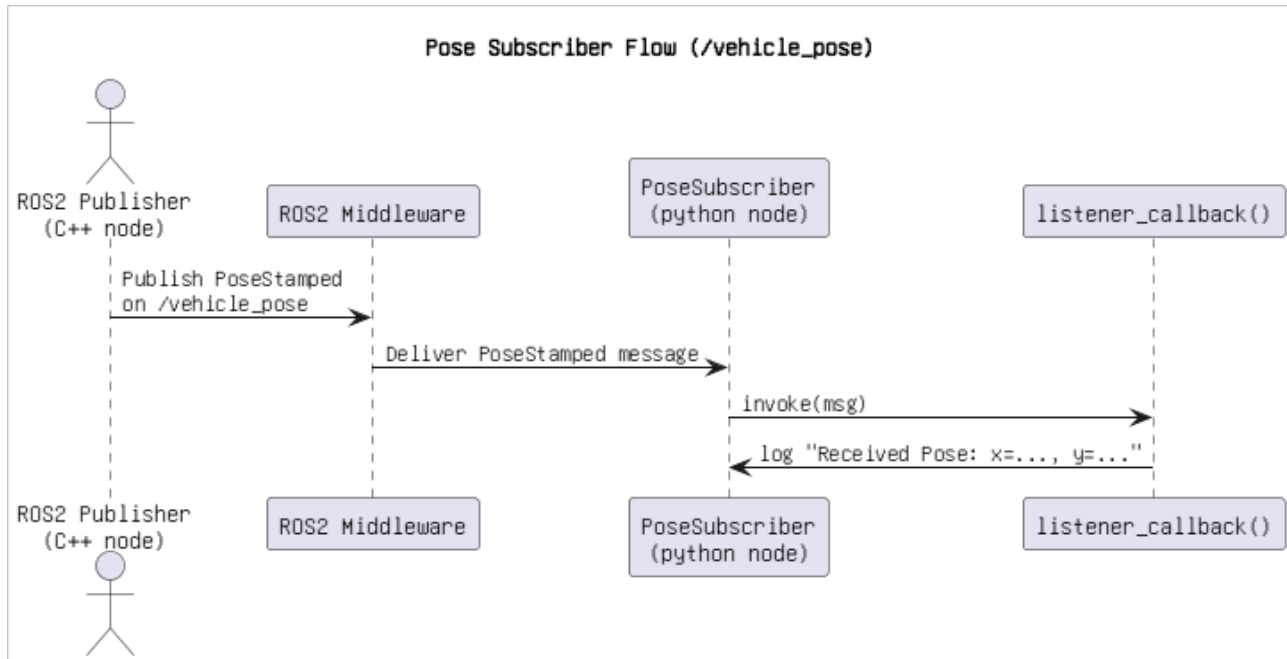 Pose Subscriber Flow (/vehicle_pose)
ROS2 Publisher
(C++ node)
ROS2 Middleware
PoseSubscriber
(python node)
listener_callback()
Publish PoseStamped
on /vehicle_pose
Deliver PoseStamped message
invoke(msg)
log "Received Pose: x=..., y=..."
ROS2 Publisher
(C++ node)
ROS2 Middleware
PoseSubscriber
(python node)
listener_callback()